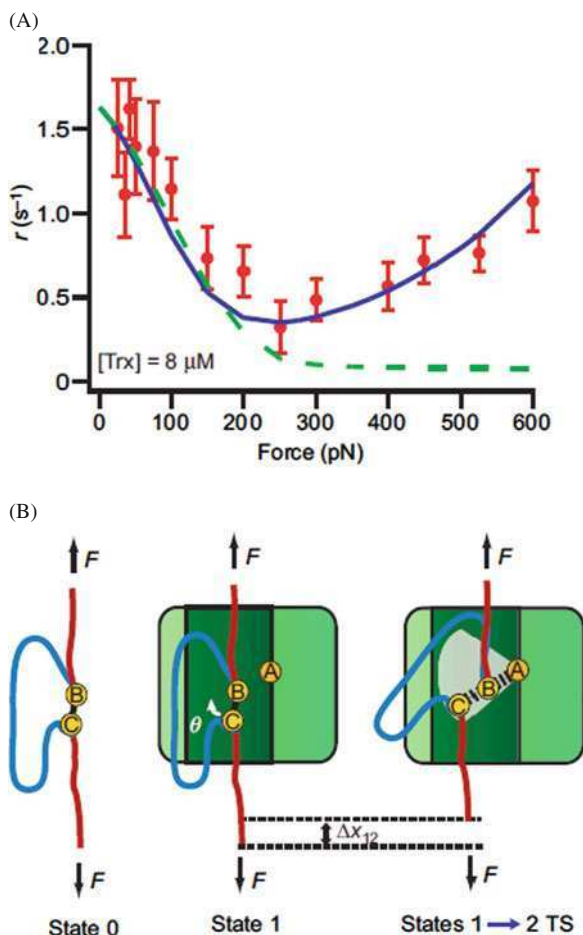 (A)
2.0
1.5
1.0
0.5
0
r (s⁻¹)
[Trx] = 8 μM
0 100 200 300 400 500 600
Force (pN)
(B)
F F F
B B B
C C C
A A
θ
Δx₁₂
F F F
State 0 State 1 States 1 → 2 TS